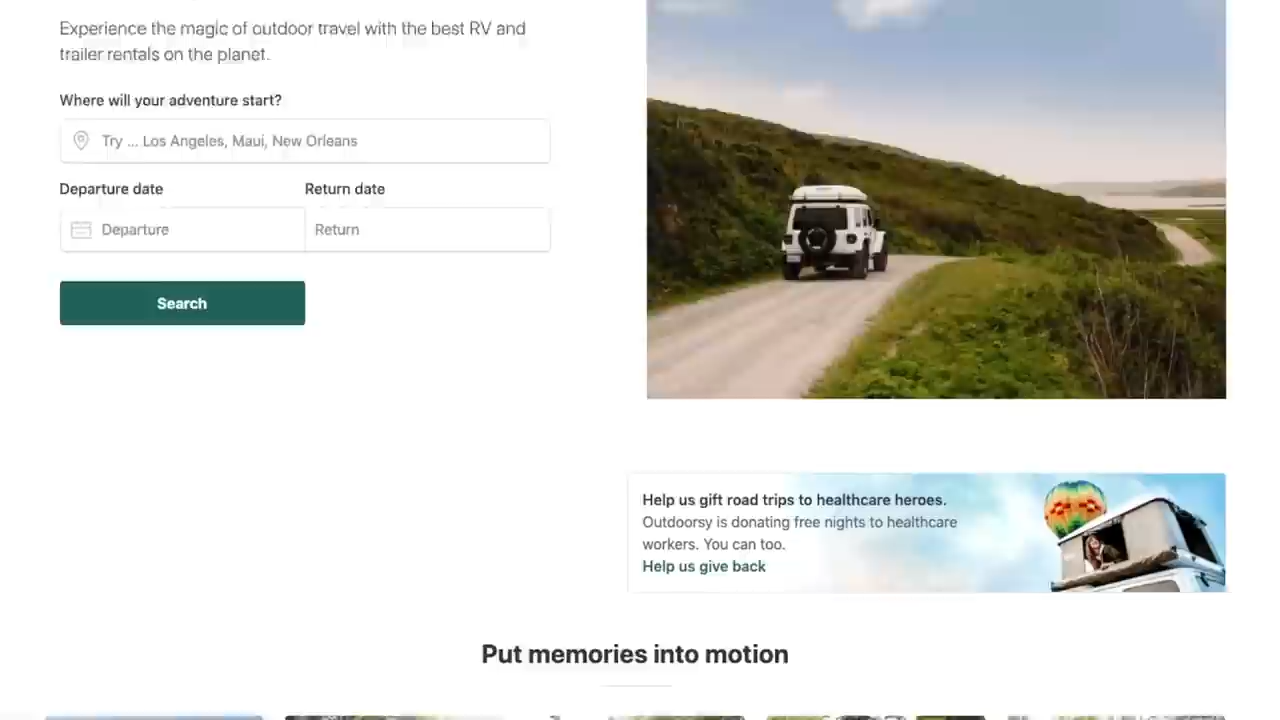 Experience the magic of outdoor travel with the best RV and
trailer rentals on the planet.
Where will your adventure start?
Try ... Los Angeles, Maui, New Orleans
Departure date
Return date
Departure
Return
Search
Help us gift road trips to healthcare heroes.
Outdoorsy is donating free nights to healthcare
workers. You can too.
Help us give back
Put memories into motion